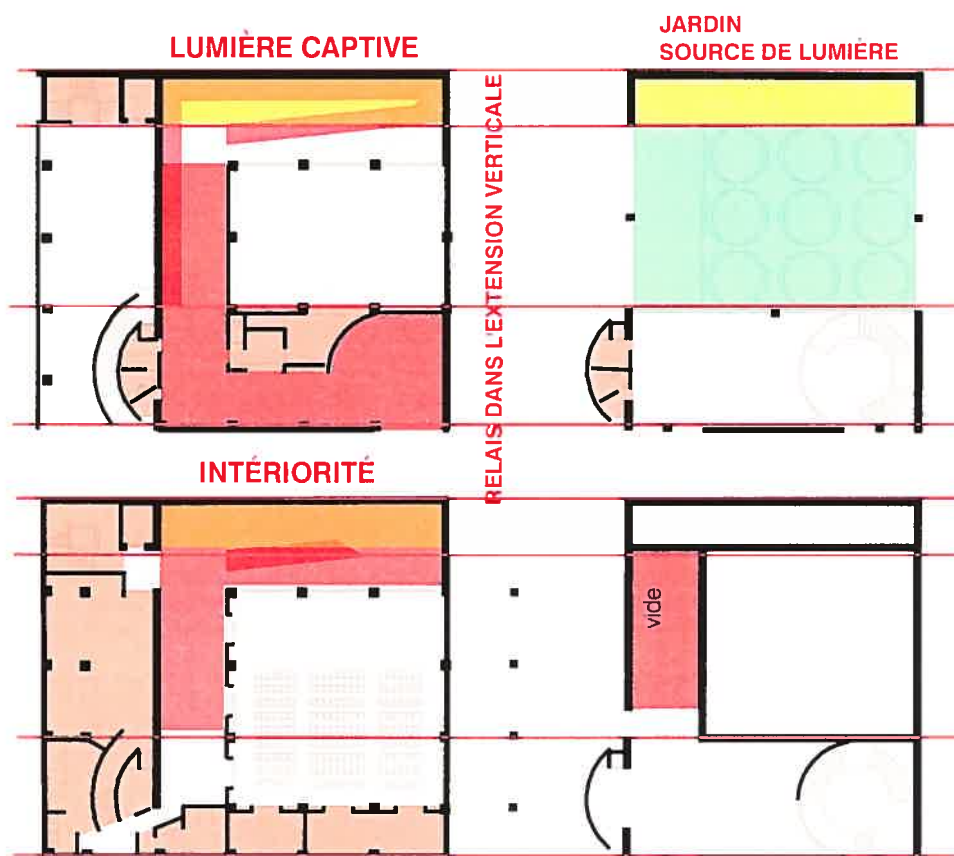 LUMIÈRE CAPTIVE
JARDIN
SOURCE DE LUMIÈRE
RELAIS DANS L'EXTENSION VERTICALE
INTÉRIORITÉ
vide